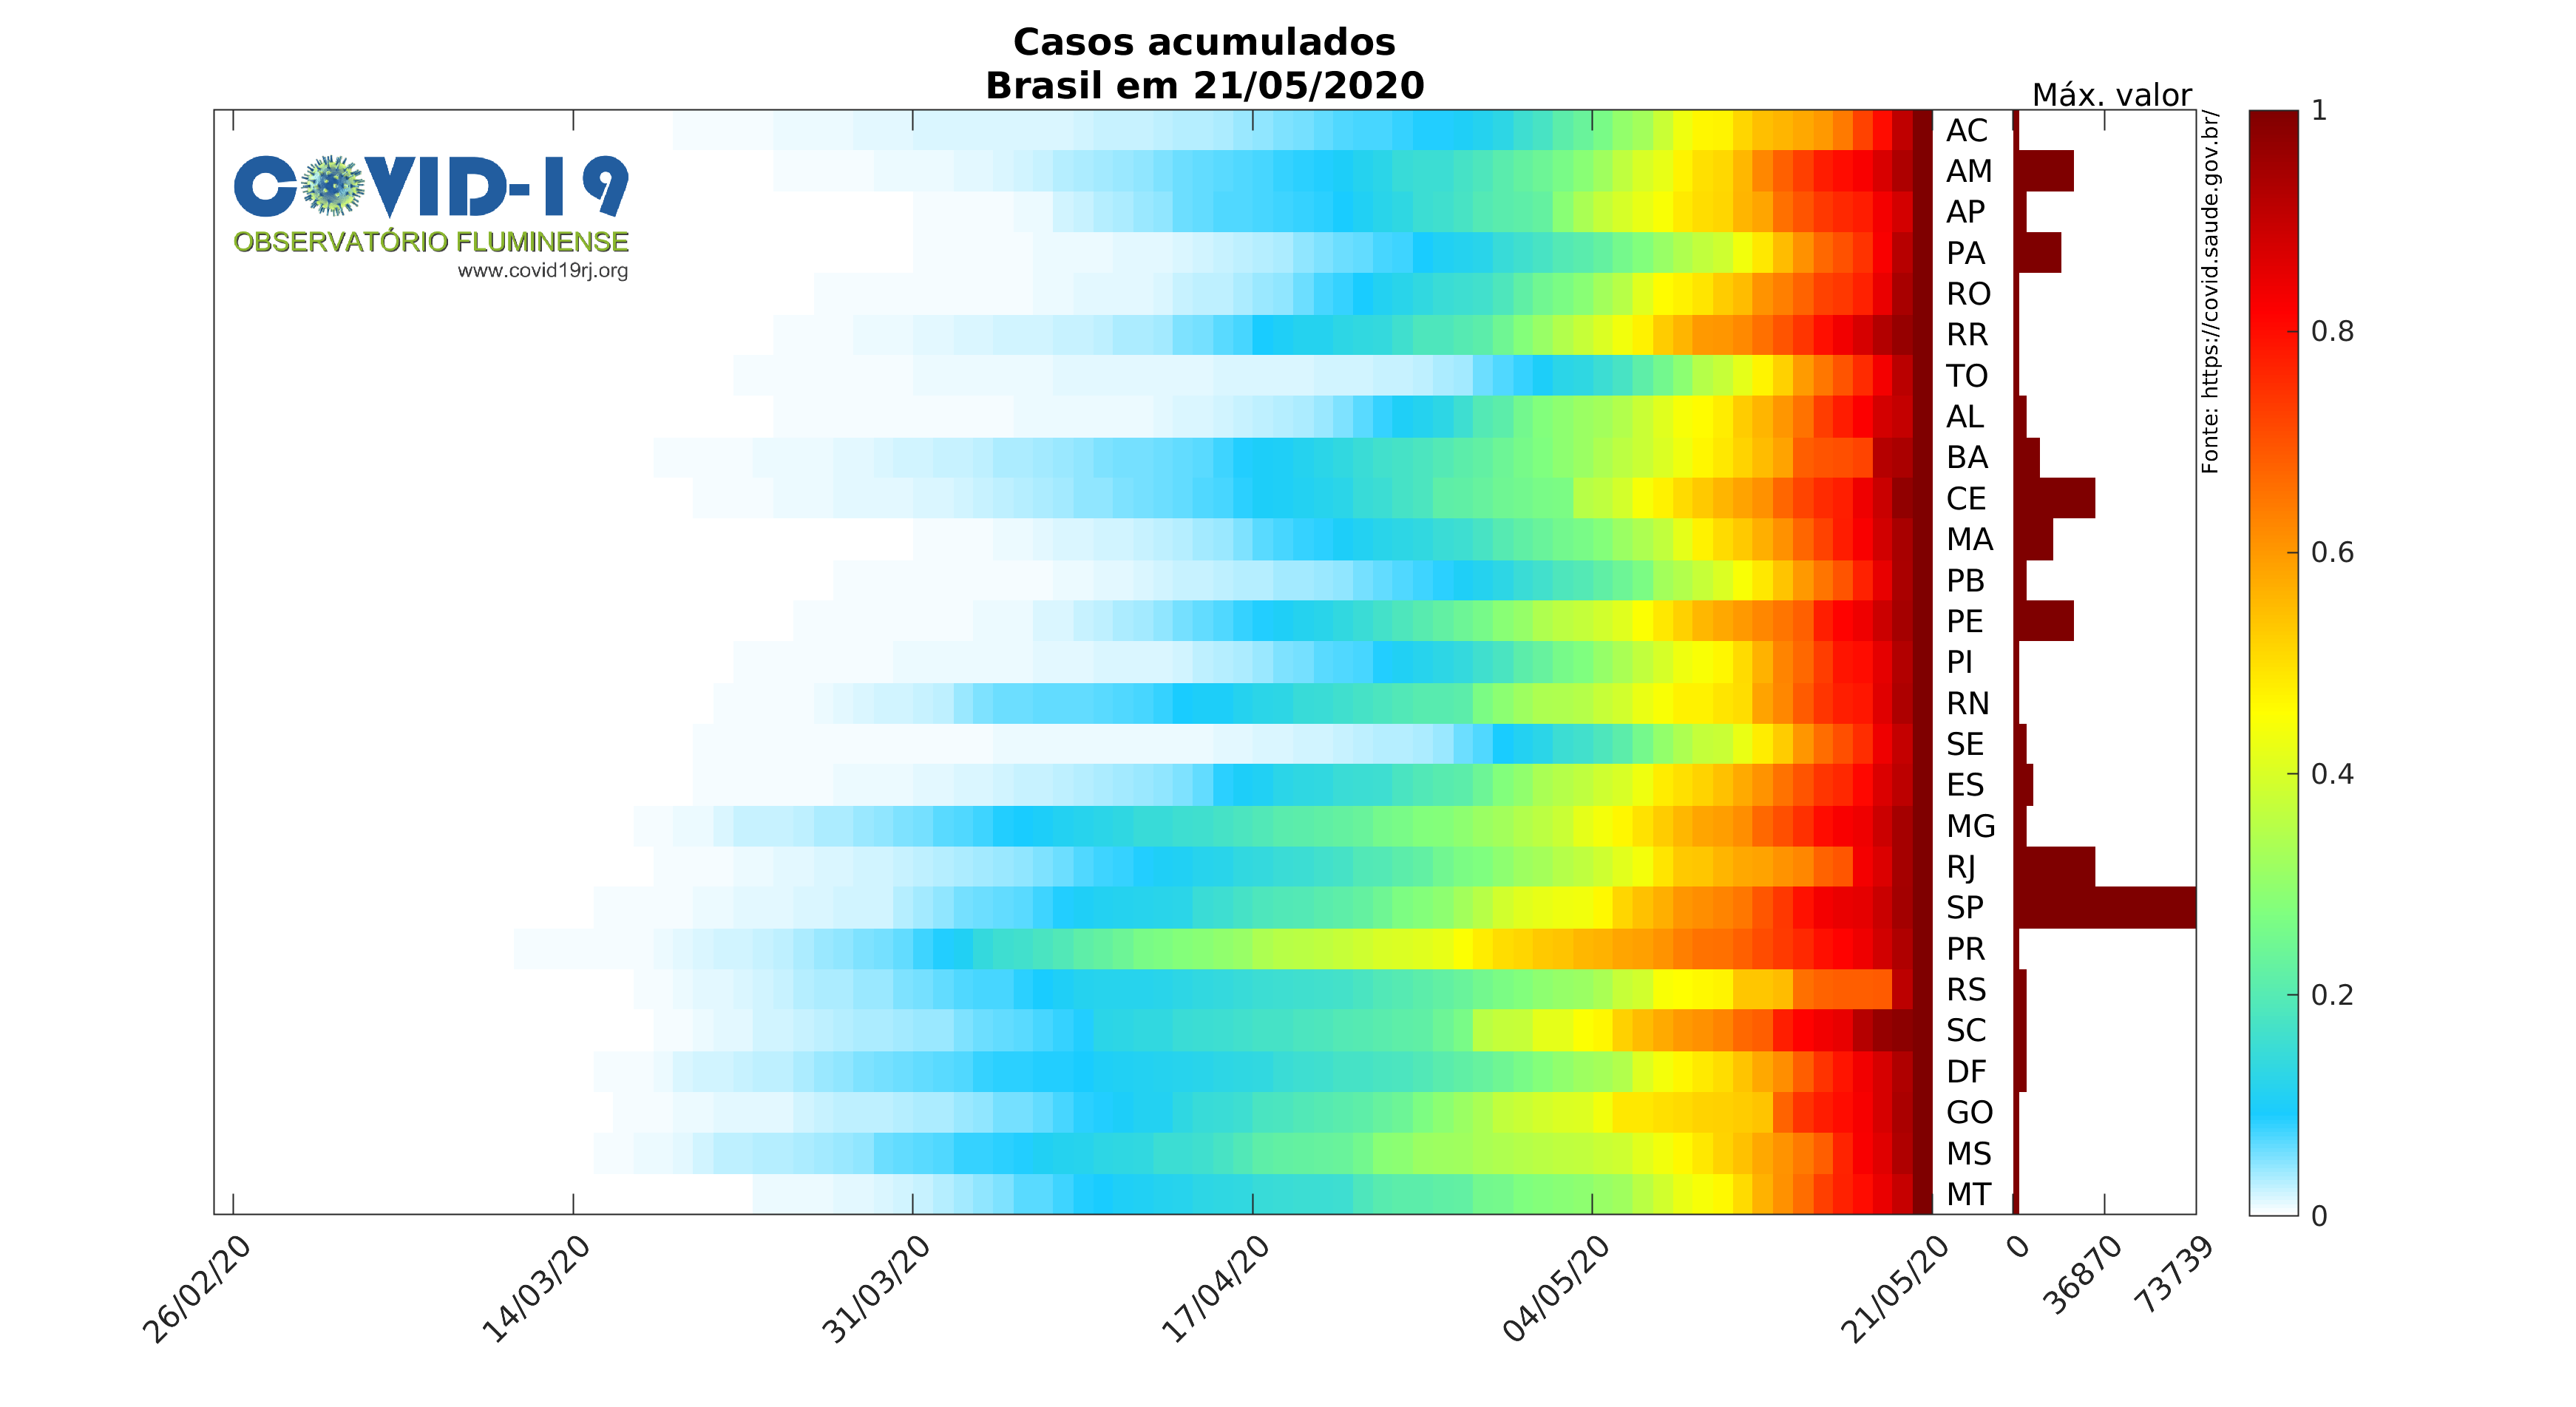 Casos acumulados
Brasil em 21/05/2020
Máx. valor
COVID-19
OBSERVATÓRIO FLUMINENSE
www.covid19rj.org
AC
AM
AP
PA
RO
RR
TO
AL
BA
CE
MA
PB
PE
PI
RN
SE
ES
MG
RJ
SP
PR
RS
SC
DF
GO
MS
MT
Fonte: https://covid.saude.gov.br/
1
0.8
0.6
0.4
0.2
0
26/02/20
14/03/20
31/03/20
17/04/20
04/05/20
21/05/20
0
36870
73739